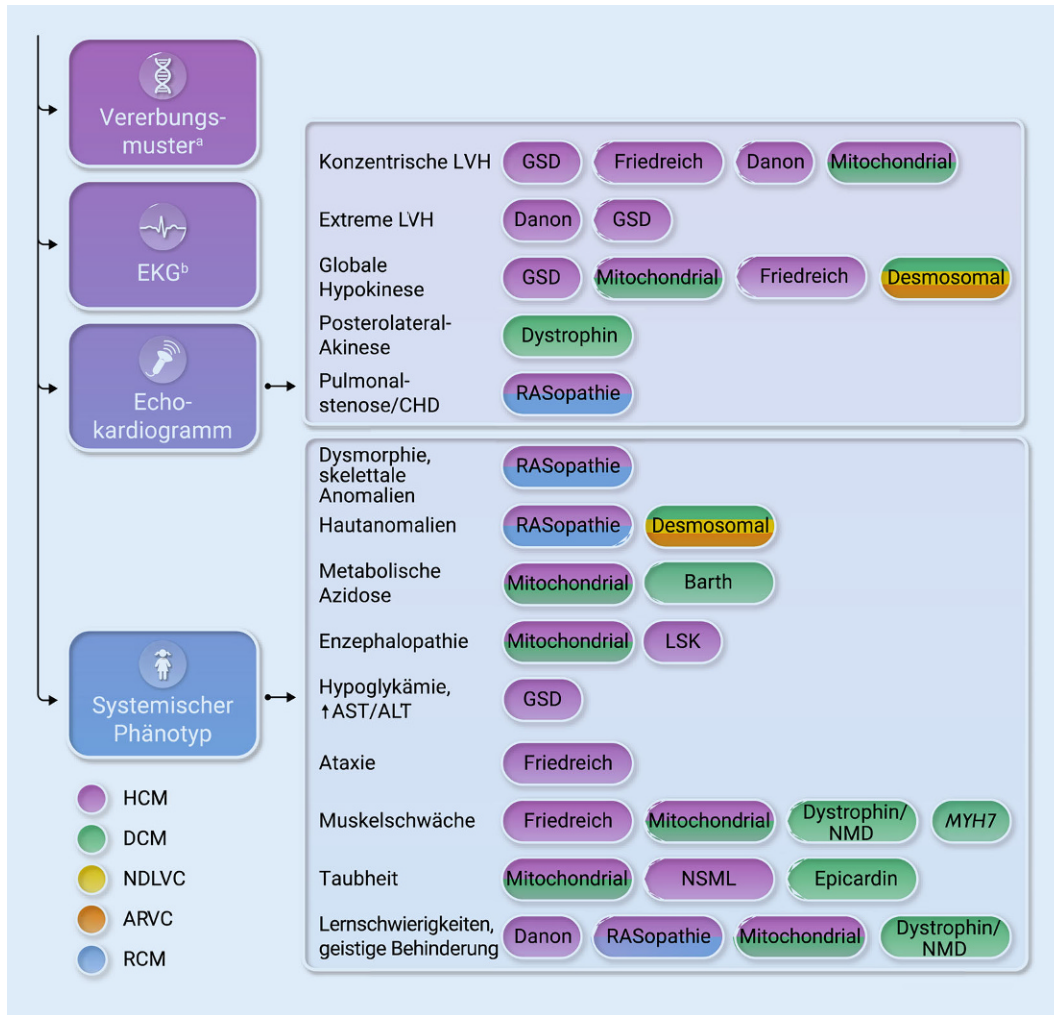 Vererbungs-
musterᵃ
EKGᵇ
Echo-
kardiogramm
Konzentrische LVH GSD Friedreich Danon Mitochondrial
Extreme LVH Danon GSD
Globale
Hypokinese GSD Mitochondrial Friedreich Desmosomal
Posterolateral-
Akinese Dystrophin
Pulmonal-
stenose/CHD RASopathie
Systemischer
Phänotyp
Dysmorphie,
skelettale
Anomalien RASopathie
Hautanomalien RASopathie Desmosomal
Metabolische
Azidose Mitochondrial Barth
Enzephalopathie Mitochondrial LSK
Hypoglykämie,
↑AST/ALT GSD
Ataxie Friedreich
Muskelschwäche Friedreich Mitochondrial Dystrophin/
NMD MYH7
Taubheit Mitochondrial NSML Epicardin
Lernschwierigkeiten,
geistige Behinderung Danon RASopathie Mitochondrial Dystrophin/
NMD
HCM
DCM
NDLVC
ARVC
RCM